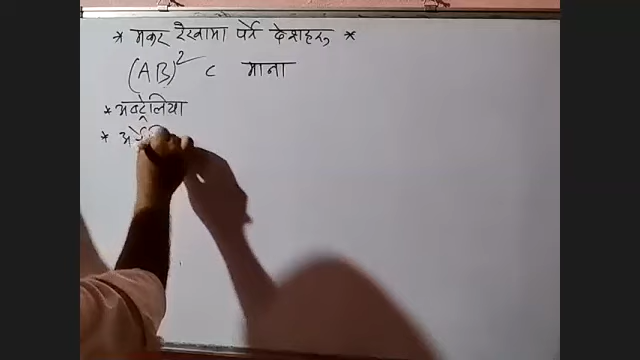 * मकर रेखामा पर्ने देशहरू *
(AB)² C माना
* अष्ट्रेलिया
*